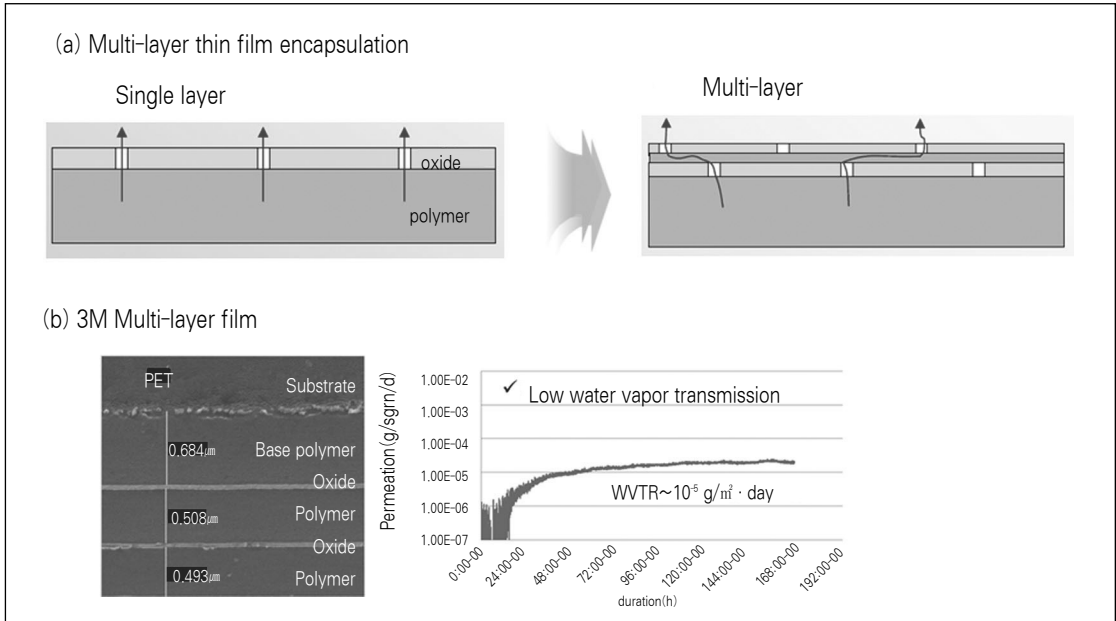 (a) Multi-layer thin film encapsulation
Single layer
Multi-layer
oxide
polymer
(b) 3M Multi-layer film
PET
Substrate
0.684㎛
Base polymer
Oxide
0.508㎛
Polymer
Oxide
0.493㎛
Polymer
Permeation(g/sgrn/d)
1.00E-02
1.00E-03
1.00E-04
1.00E-05
1.00E-06
1.00E-07
✓ Low water vapor transmission
WVTR~10⁻⁵ g/㎡ · day
0:00-00
24:00-00
48:00-00
72:00-00
96:00-00
120:00-00
144:00-00
168:00-00
192:00-00
duration(h)